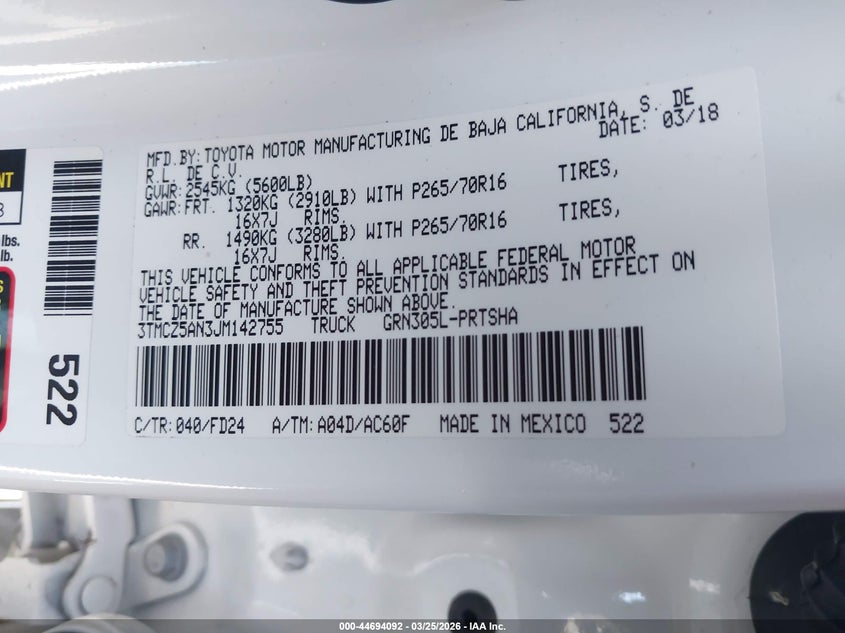 MFD.BY: TOYOTA MOTOR MANUFACTURING DE BAJA CALIFORNIA, S. DE
R.L. DE C.V. DATE: 03/18
GVWR: 2545KG (5600LB)
GAWR: FRT. 1320KG (2910LB) WITH P265/70R16 TIRES,
16X7J RIMS.
RR. 1490KG (3280LB) WITH P265/70R16 TIRES,
16X7J RIMS.
THIS VEHICLE CONFORMS TO ALL APPLICABLE FEDERAL MOTOR
VEHICLE SAFETY AND THEFT PREVENTION STANDARDS IN EFFECT ON
THE DATE OF MANUFACTURE SHOWN ABOVE.
3TMCZ5AN3JM142755 TRUCK GRN305L-PRTSHA
C/TR: 040/FD24 A/TM: A04D/AC60F MADE IN MEXICO 522
lbs.
lb.
522
000-44694092 - 03/25/2026 - IAA Inc.